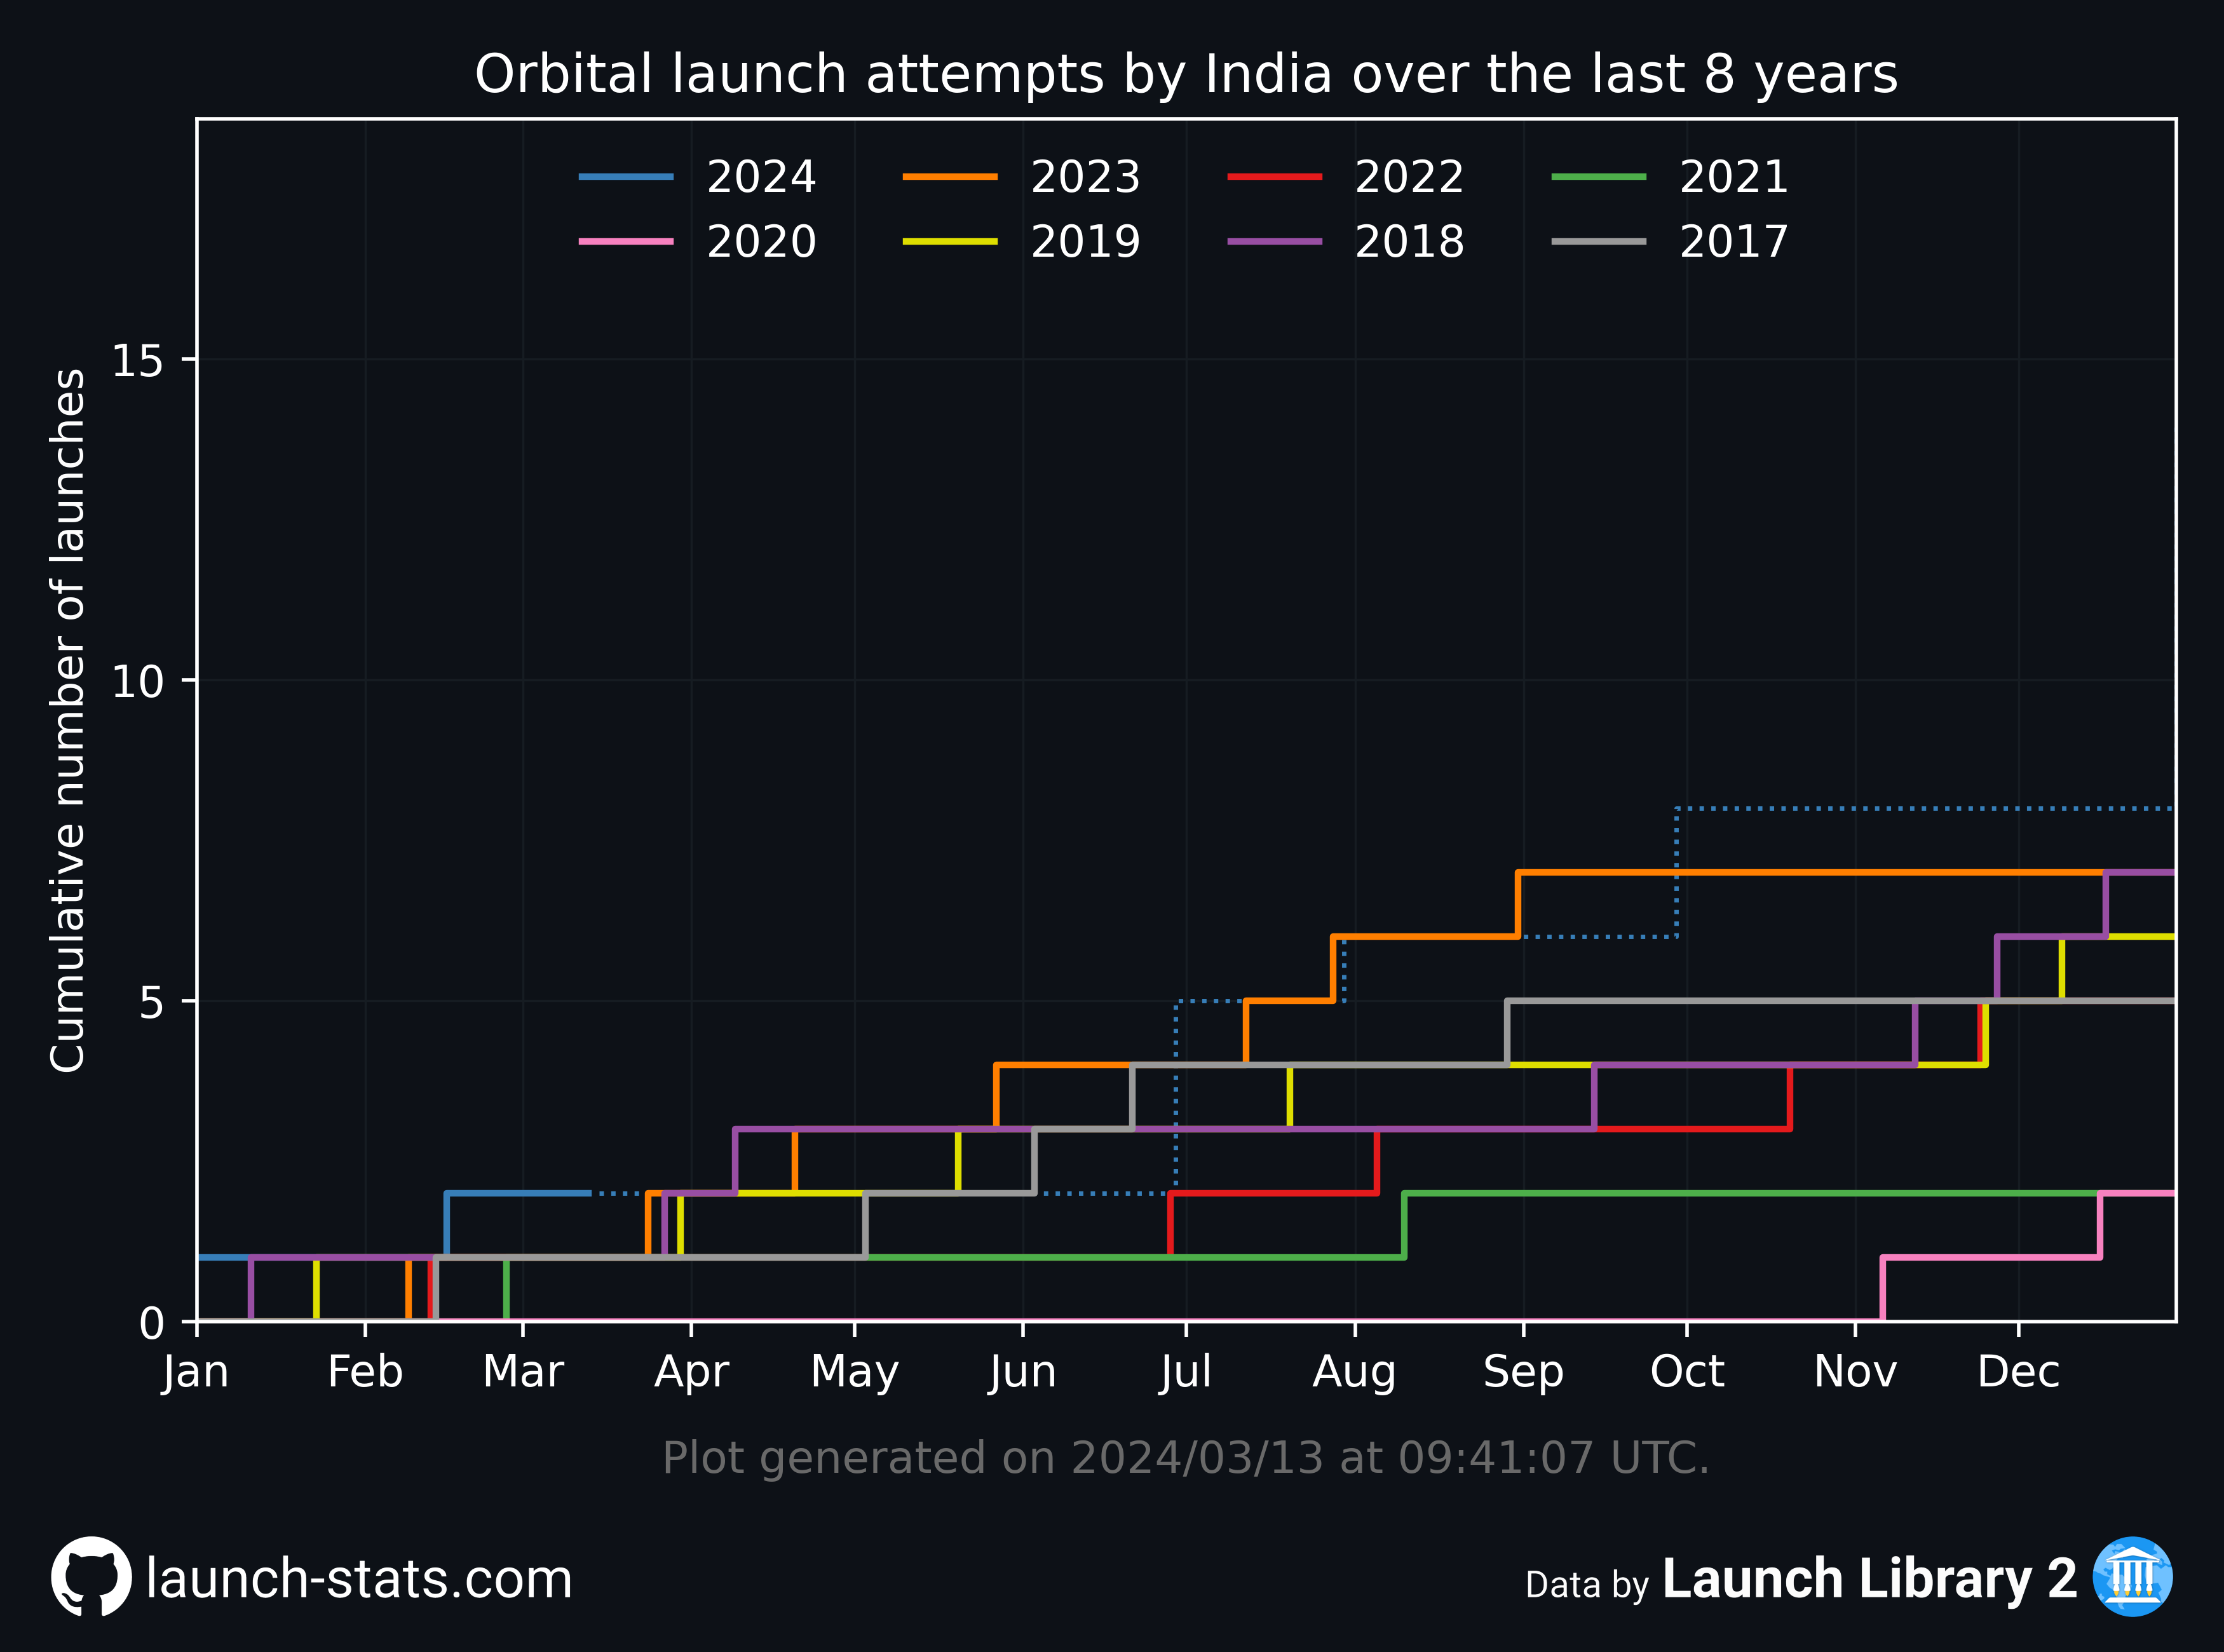 Orbital launch attempts by India over the last 8 years
2024 2023 2022 2021
2020 2019 2018 2017
Cumulative number of launches
15
10
5
0
Jan Feb Mar Apr May Jun Jul Aug Sep Oct Nov Dec
Plot generated on 2024/03/13 at 09:41:07 UTC.
launch-stats.com
Data by Launch Library 2